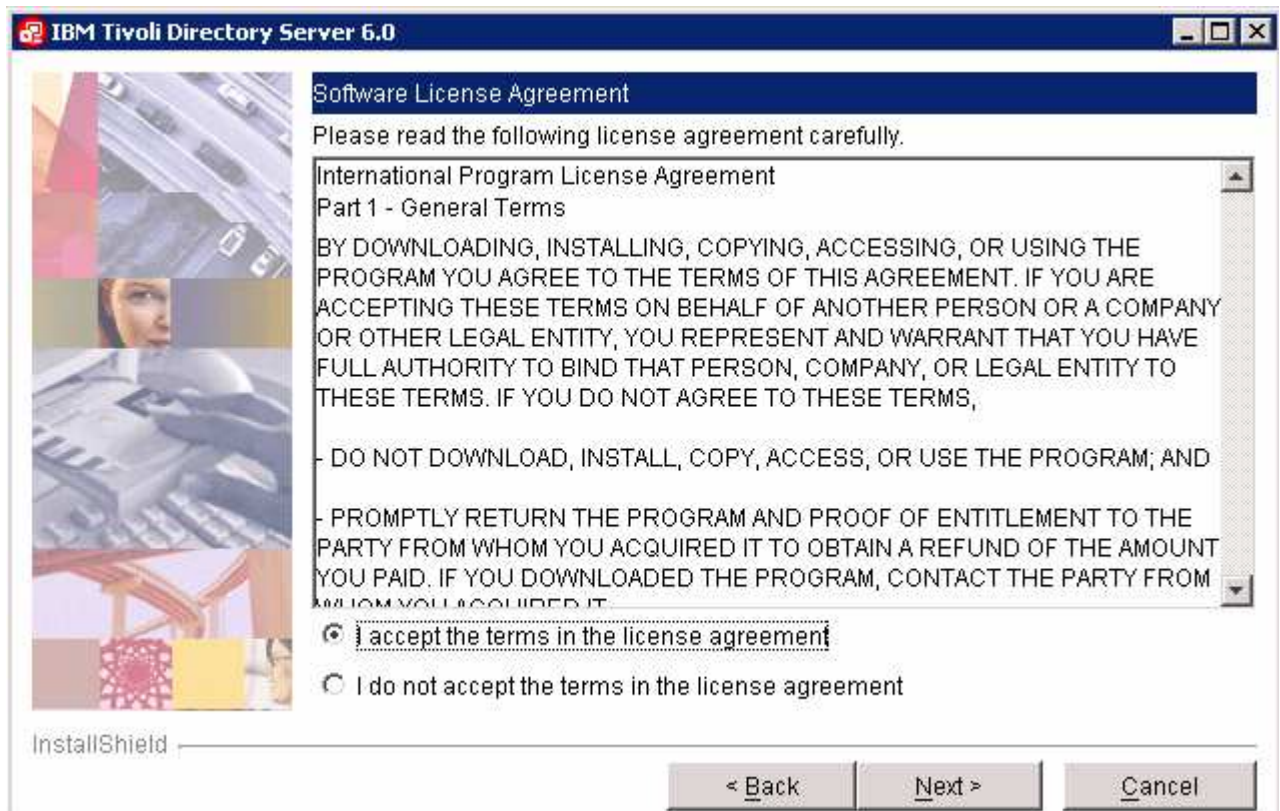 IBM Tivoli Directory Server 6.0
Software License Agreement
Please read the following license agreement carefully.
International Program License Agreement
Part 1 - General Terms
BY DOWNLOADING, INSTALLING, COPYING, ACCESSING, OR USING THE
PROGRAM YOU AGREE TO THE TERMS OF THIS AGREEMENT. IF YOU ARE
ACCEPTING THESE TERMS ON BEHALF OF ANOTHER PERSON OR A COMPANY
OR OTHER LEGAL ENTITY, YOU REPRESENT AND WARRANT THAT YOU HAVE
FULL AUTHORITY TO BIND THAT PERSON, COMPANY, OR LEGAL ENTITY TO
THESE TERMS. IF YOU DO NOT AGREE TO THESE TERMS,
- DO NOT DOWNLOAD, INSTALL, COPY, ACCESS, OR USE THE PROGRAM; AND
- PROMPTLY RETURN THE PROGRAM AND PROOF OF ENTITLEMENT TO THE
PARTY FROM WHOM YOU ACQUIRED IT TO OBTAIN A REFUND OF THE AMOUNT
YOU PAID. IF YOU DOWNLOADED THE PROGRAM, CONTACT THE PARTY FROM
WHOM YOU ACQUIRED IT.
I accept the terms in the license agreement
I do not accept the terms in the license agreement
InstallShield
< Back
Next >
Cancel